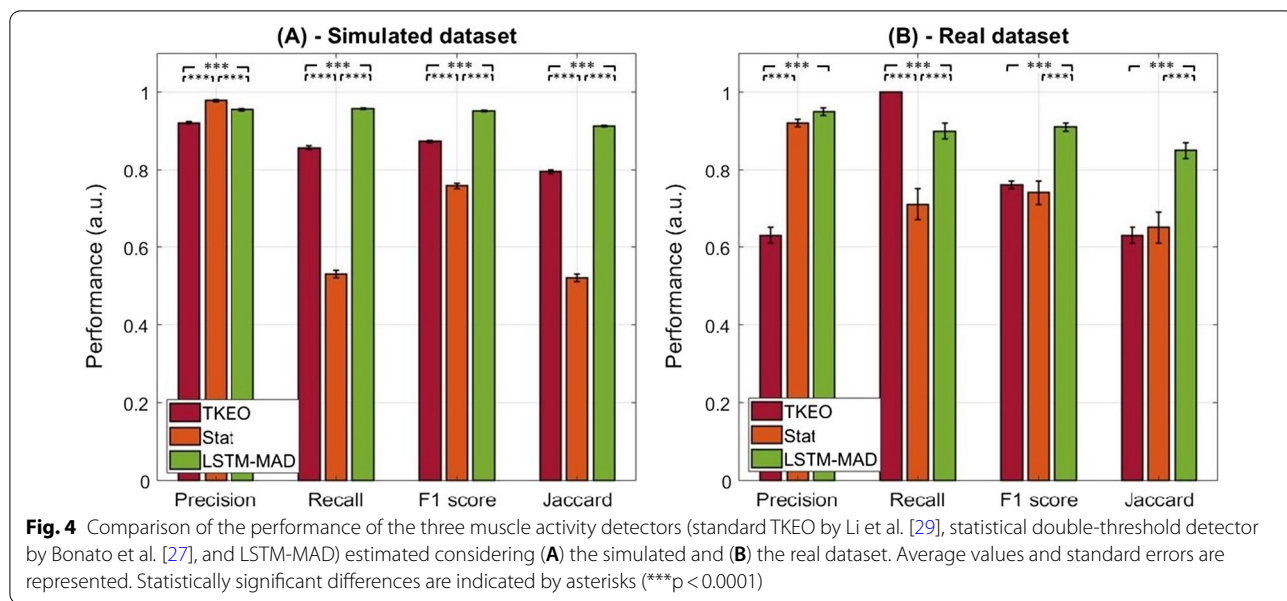 (A) - Simulated dataset
*** *** *** ***
*** *** *** *** *** *** *** ***
Performance (a.u.)
1
0.8
0.6
0.4
0.2
0
TKEO
Stat
LSTM-MAD
Precision Recall F1 score Jaccard
(B) - Real dataset
*** *** *** ***
*** *** *** *** ***
Performance (a.u.)
1
0.8
0.6
0.4
0.2
0
TKEO
Stat
LSTM-MAD
Precision Recall F1 score Jaccard
Fig. 4 Comparison of the performance of the three muscle activity detectors (standard TKEO by Li et al. [29], statistical double-threshold detector
by Bonato et al. [27], and LSTM-MAD) estimated considering (A) the simulated and (B) the real dataset. Average values and standard errors are
represented. Statistically significant differences are indicated by asterisks (***p < 0.0001)